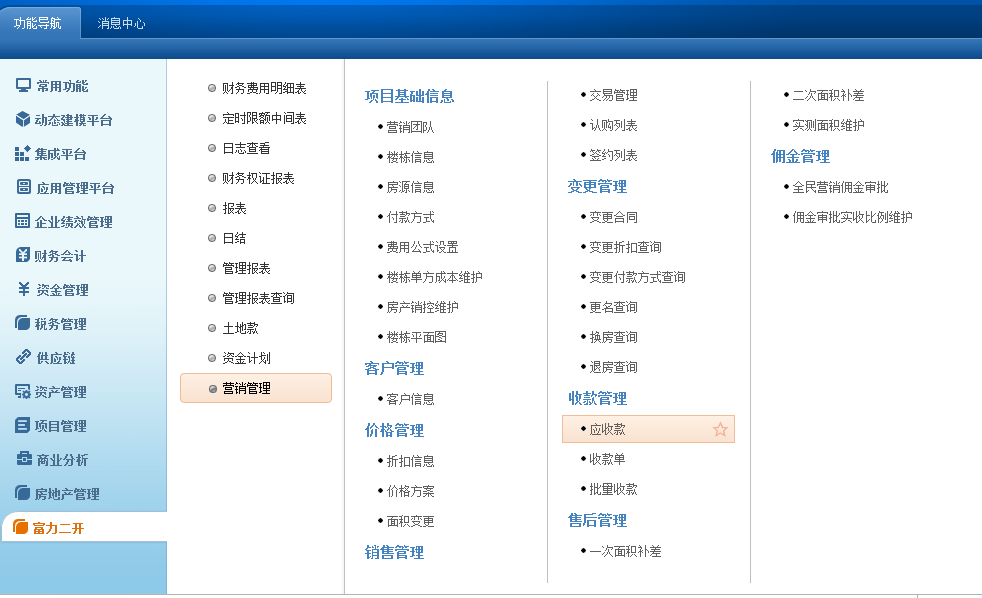 功能导航
消息中心
常用功能
动态建模平台
集成平台
应用管理平台
企业绩效管理
财务会计
资金管理
税务管理
供应链
资产管理
项目管理
商业分析
房地产管理
富力二开
财务费用明细表
定时限额中间表
日志查看
财务权证报表
报表
日结
管理报表
管理报表查询
土地款
资金计划
营销管理
项目基础信息
营销团队
楼栋信息
房源信息
付款方式
费用公式设置
楼栋单方成本维护
房产销控维护
楼栋平面图
客户管理
客户信息
价格管理
折扣信息
价格方案
面积变更
销售管理
交易管理
认购列表
签约列表
变更管理
变更合同
变更折扣查询
变更付款方式查询
更名查询
换房查询
退房查询
收款管理
应收款
收款单
批量收款
售后管理
一次面积补差
二次面积补差
实测面积维护
佣金管理
全民营销佣金审批
佣金审批实收比例维护